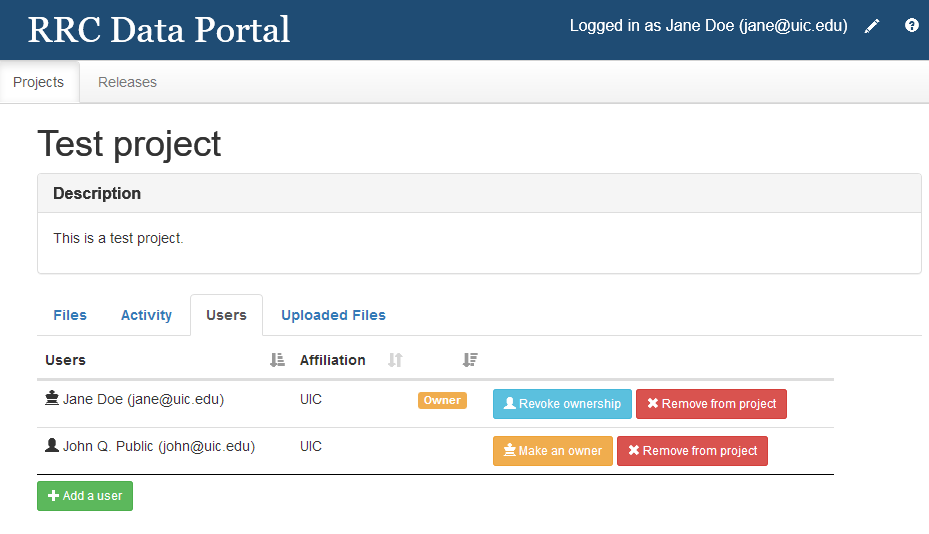 RRC Data Portal
Logged in as Jane Doe (jane@uic.edu)
Projects Releases
Test project
Description
This is a test project.
Files Activity Users Uploaded Files
Users Affiliation
Jane Doe (jane@uic.edu) UIC Owner Revoke ownership Remove from project
John Q. Public (john@uic.edu) UIC Make an owner Remove from project
Add a user